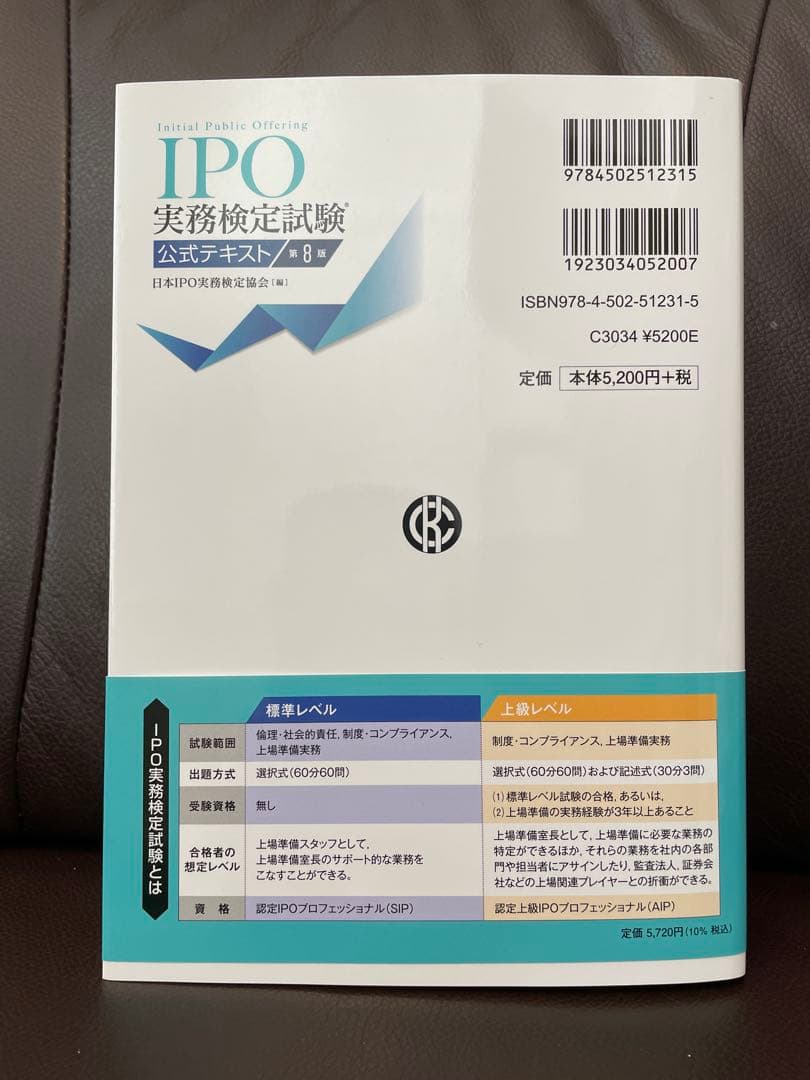 Initial Public Offering
IPO
実務検定試験®
公式テキスト 第8版
日本IPO実務検定協会[編]
9784502512315
1923034052007
ISBN978-4-502-51231-5
C3034 ¥5200E
定価 本体5,200円+税
IPO実務検定試験とは
標準レベル 上級レベル
試験範囲
倫理・社会的責任, 制度・コンプライアンス,
上場準備実務
制度・コンプライアンス, 上場準備実務
出題方式
選択式(60分60問)
選択式(60分60問)および記述式(30分3問)
受験資格
無し
(1)標準レベル試験の合格, あるいは,
(2)上場準備の実務経験が3年以上あること
合格者の
想定レベル
上場準備スタッフとして,
上場準備室長のサポート的な業務を
こなすことができる。
上場準備室長として, 上場準備に必要な業務の
特定ができるほか, それらの業務を社内の各部
門や担当者にアサインしたり, 監査法人, 証券会
社などの上場関連プレイヤーとの折衝ができる。
資格
認定IPOプロフェッショナル(SIP)
認定上級IPOプロフェッショナル(AIP)
定価 5,720円(10% 税込)